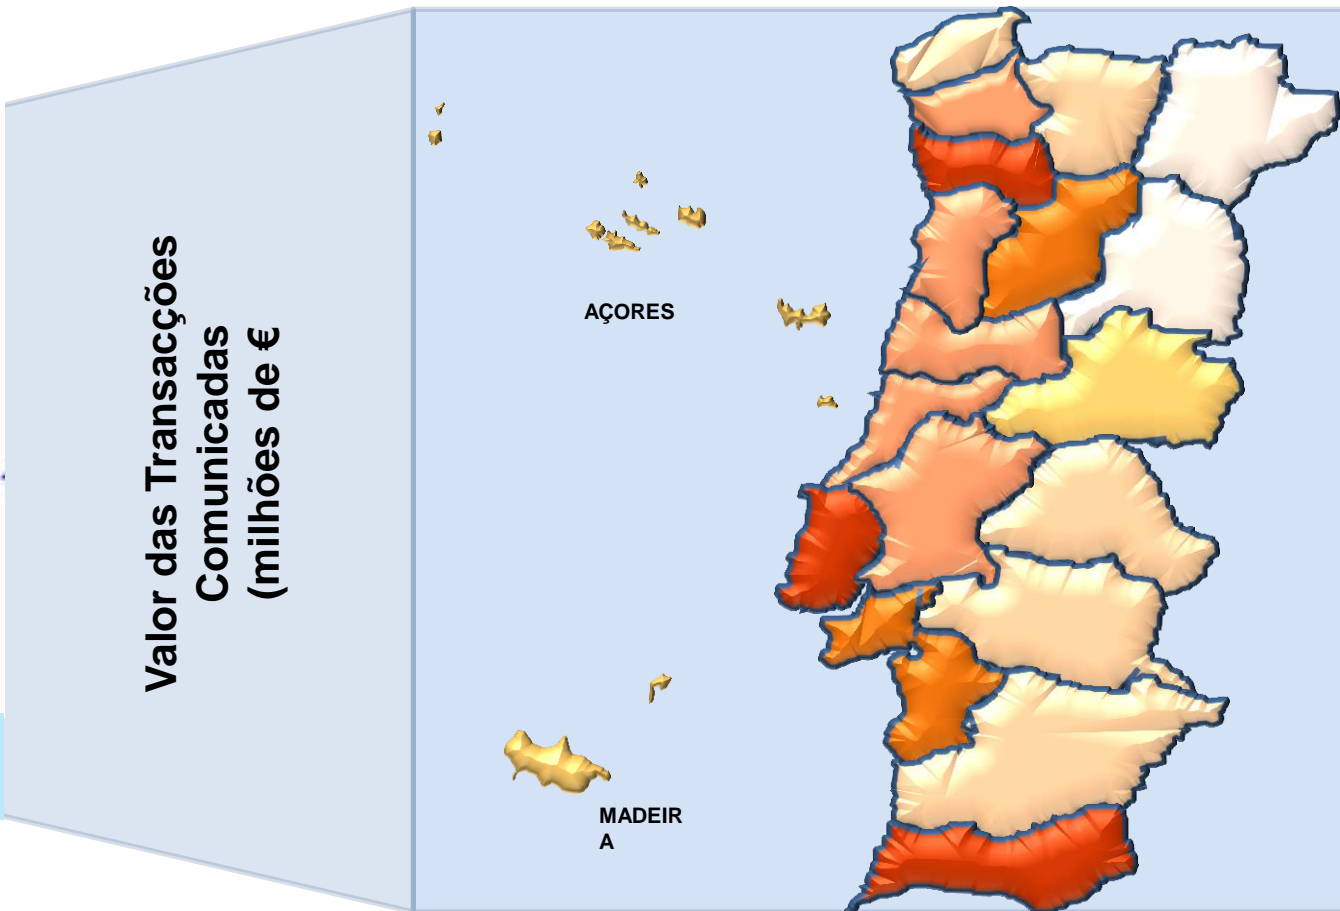 Valor das Transacções
Comunicadas
(milhões de €
AÇORES
MADEIR
A